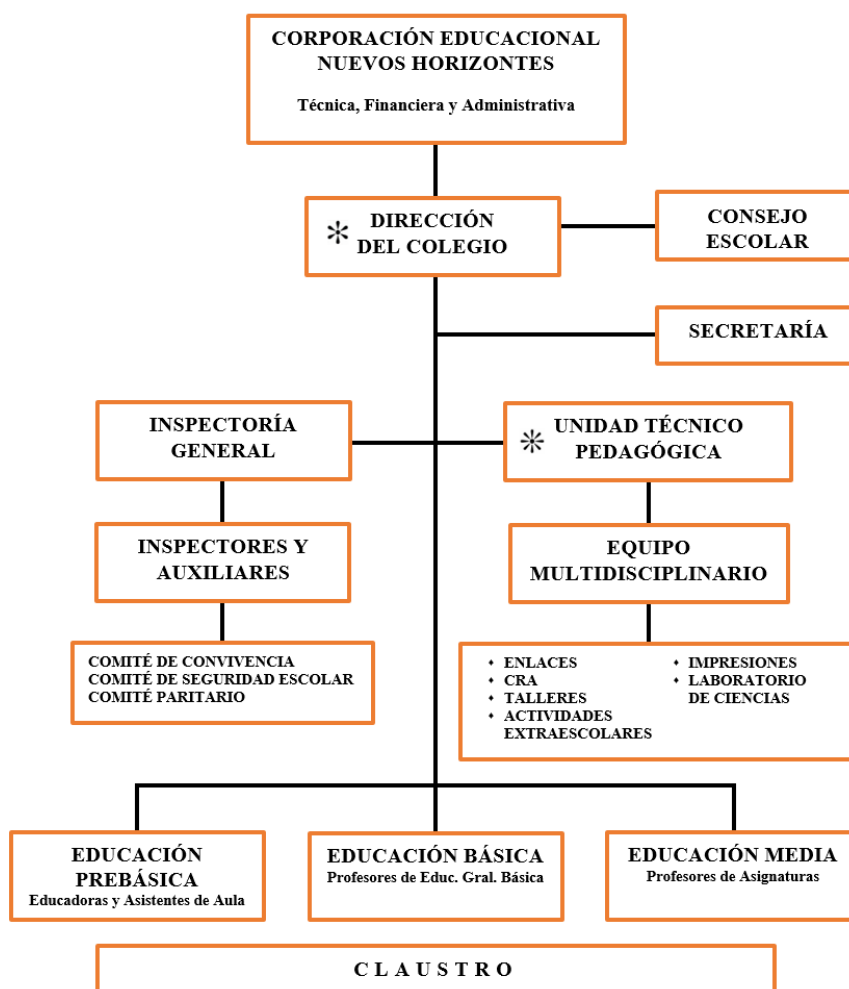 CORPORACIÓN EDUCACIONAL
NUEVOS HORIZONTES
Técnica, Financiera y Administrativa
DIRECCIÓN
DEL COLEGIO
CONSEJO
ESCOLAR
SECRETARÍA
INSPECTORÍA
GENERAL
UNIDAD TÉCNICO
PEDAGÓGICA
INSPECTORES Y
AUXILIARES
EQUIPO
MULTIDISCIPLINARIO
COMITÉ DE CONVIVENCIA
COMITÉ DE SEGURIDAD ESCOLAR
COMITÉ PARITARIO
ENLACES
CRA
TALLERES
ACTIVIDADES
EXTRAESCOLARES
IMPRESIONES
LABORATORIO
DE CIENCIAS
EDUCACIÓN
PREBÁSICA
Educadoras y Asistentes de Aula
EDUCACIÓN BÁSICA
Profesores de Educ. Gral. Básica
EDUCACIÓN MEDIA
Profesores de Asignaturas
CLAUSTRO